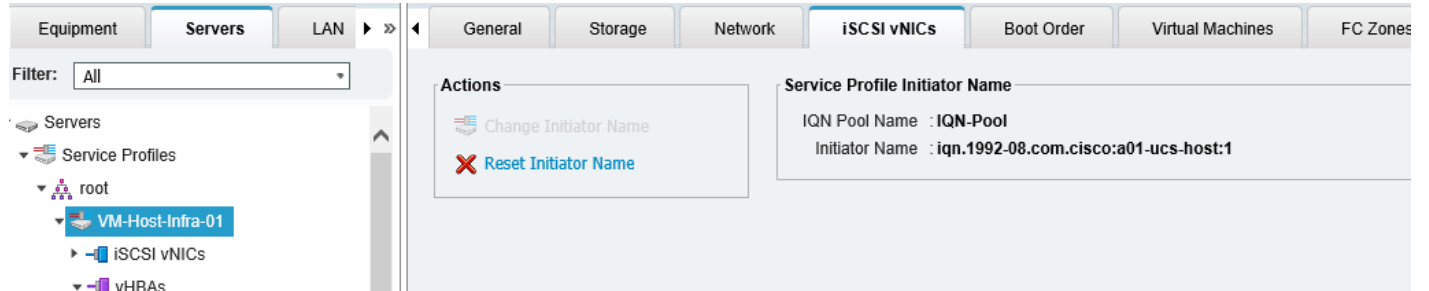 Equipment
Servers
LAN
Filter:
All
Servers
Service Profiles
root
VM-Host-Infra-01
iSCSI vNICs
vHBAs
General
Storage
Network
iSCSI vNICs
Boot Order
Virtual Machines
FC Zones
Actions
Change Initiator Name
Reset Initiator Name
Service Profile Initiator Name
IQN Pool Name : IQN-Pool
Initiator Name : iqn.1992-08.com.cisco:a01-ucs-host:1